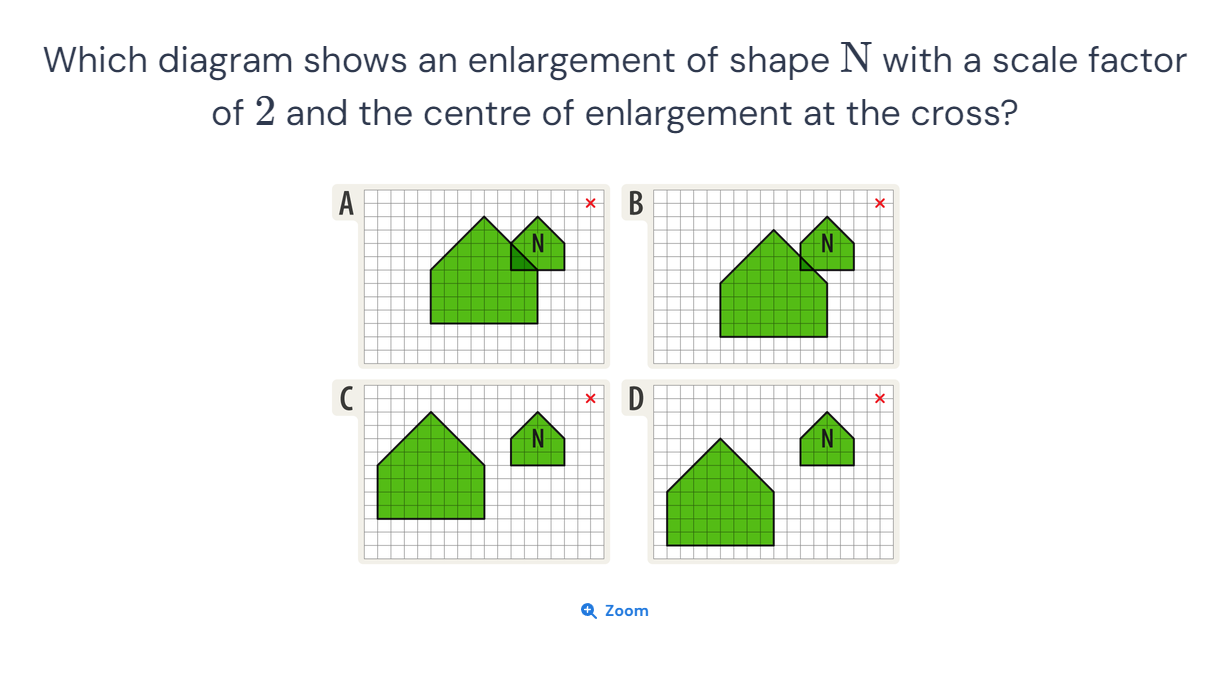 Which diagram shows an enlargement of shape N with a scale factor
of 2 and the centre of enlargement at the cross?
A
N
B
N
C
N
D
N
Zoom